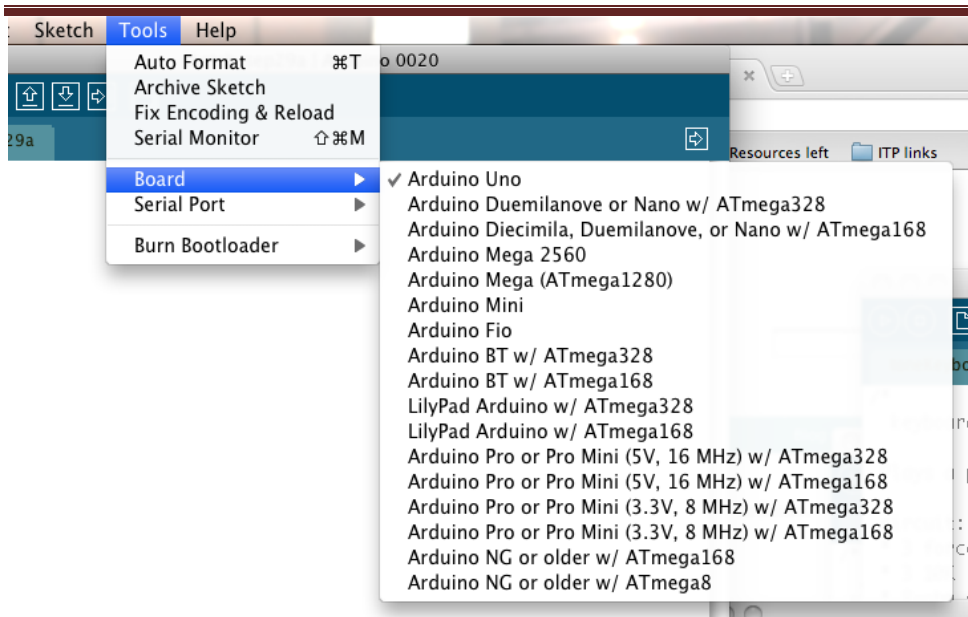 Sketch Tools Help
Auto Format ⌘T
o 0020
Archive Sketch
Fix Encoding & Reload
Serial Monitor ⇧⌘M
29a
Resources left ITP links
Board
Serial Port
Burn Bootloader
✓ Arduino Uno
Arduino Duemilanove or Nano w/ ATmega328
Arduino Diecimila, Duemilanove, or Nano w/ ATmega168
Arduino Mega 2560
Arduino Mega (ATmega1280)
Arduino Mini
Arduino Fio
Arduino BT w/ ATmega328
Arduino BT w/ ATmega168
LilyPad Arduino w/ ATmega328
LilyPad Arduino w/ ATmega168
Arduino Pro or Pro Mini (5V, 16 MHz) w/ ATmega328
Arduino Pro or Pro Mini (5V, 16 MHz) w/ ATmega168
Arduino Pro or Pro Mini (3.3V, 8 MHz) w/ ATmega328
Arduino Pro or Pro Mini (3.3V, 8 MHz) w/ ATmega168
Arduino NG or older w/ ATmega168
Arduino NG or older w/ ATmega8